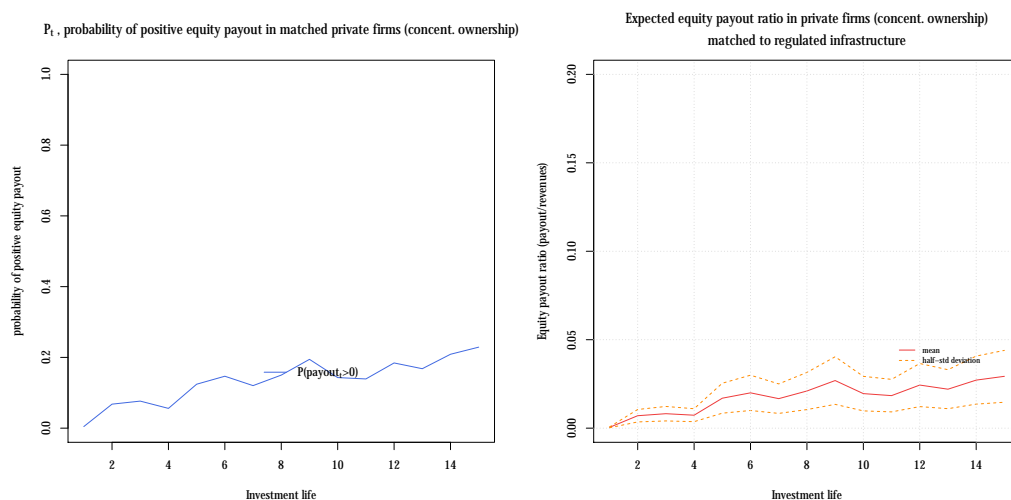 Pt , probability of positive equity payout in matched private firms (concent. ownership)
probability of positive equity payout
1.0
0.8
0.6
0.4
0.2
0.0
P(payoutt>0)
2 4 6 8 10 12 14
Investment life
Expected equity payout ratio in private firms (concent. ownership)
matched to regulated infrastructure
Equity payout ratio (payout/revenues)
0.20
0.15
0.10
0.05
0.00
mean
half−std deviation
2 4 6 8 10 12 14
Investment life